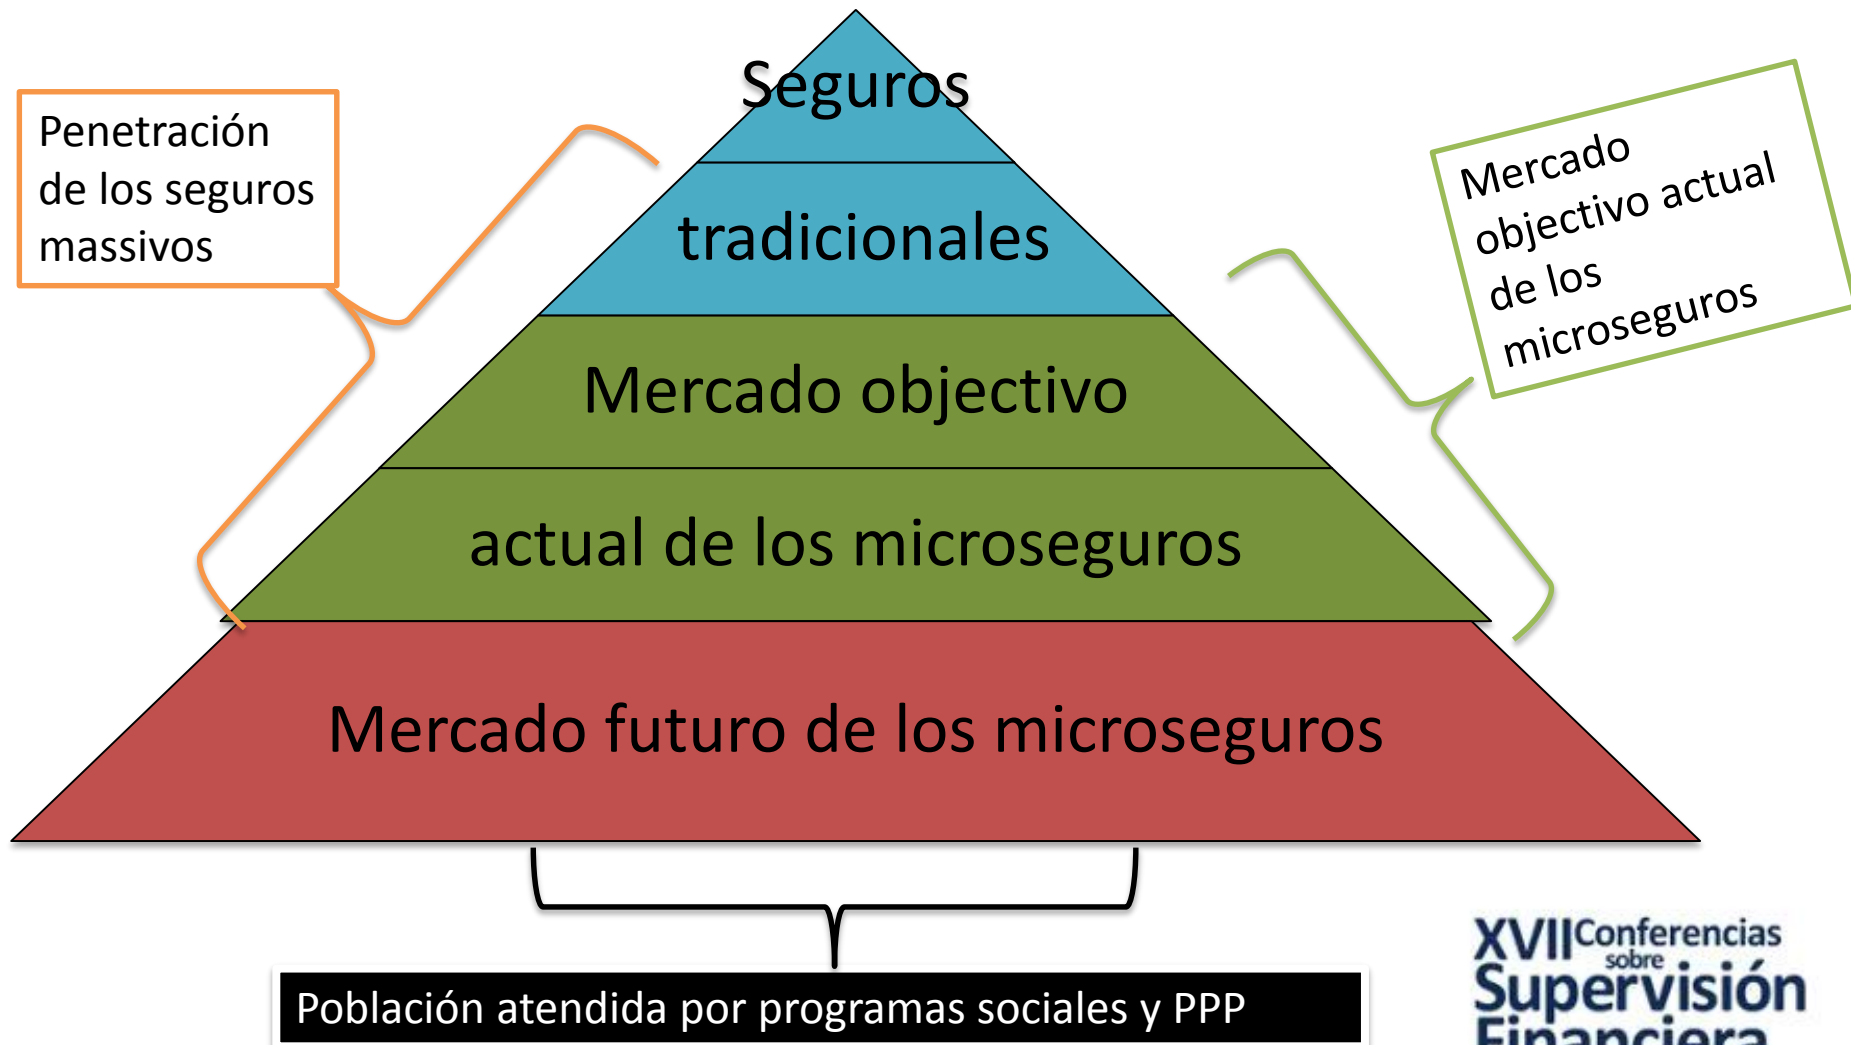 Seguros
tradicionales
Mercado objectivo
actual de los microseguros
Mercado futuro de los microseguros
Penetración
de los seguros
massivos
Mercado
objectivo actual
de los
microseguros
Población atendida por programas sociales y PPP
XVII Conferencias
sobre
Supervisión
Financiera